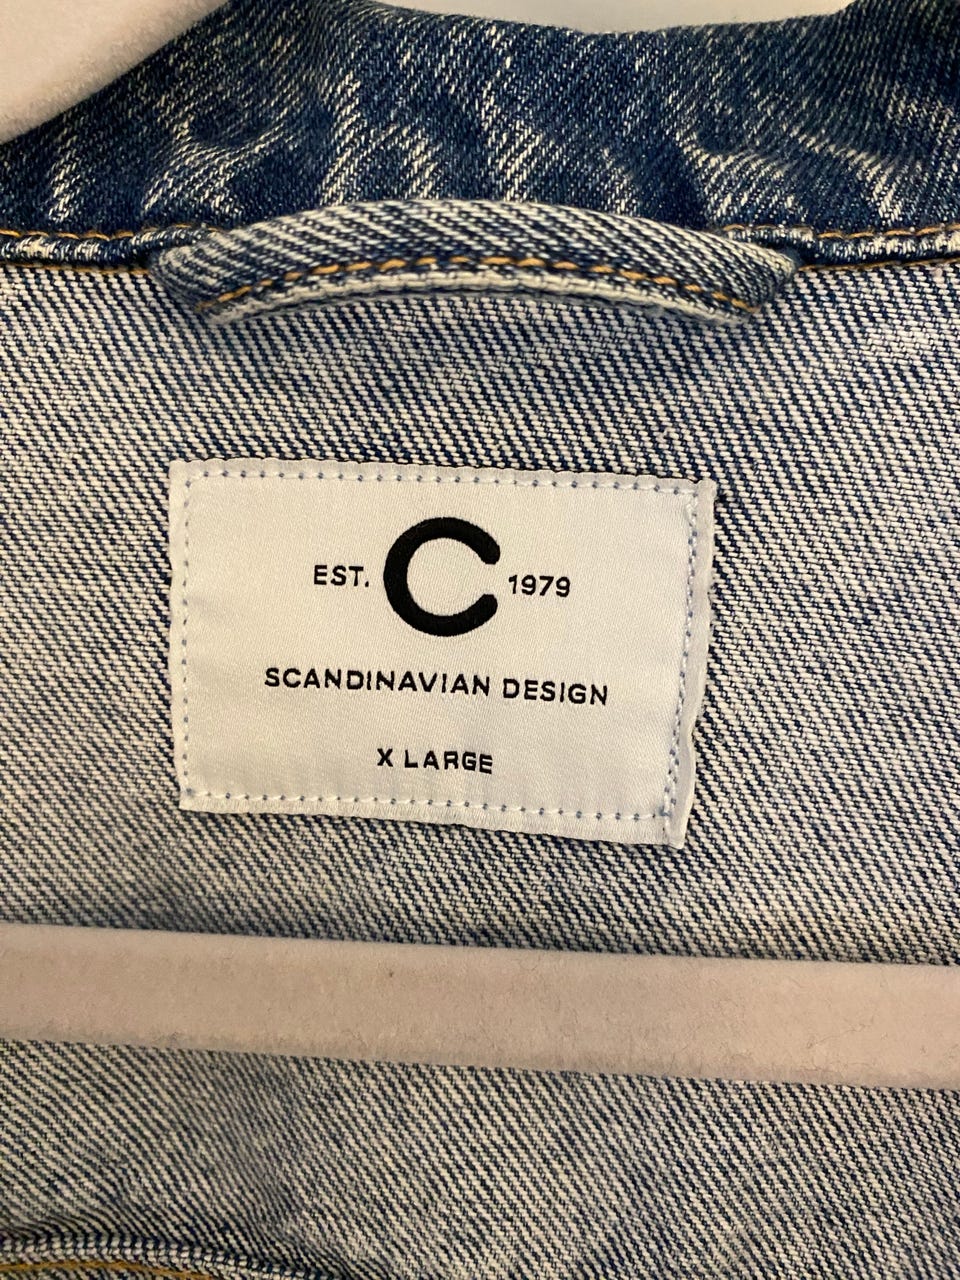 EST. C 1979
SCANDINAVIAN DESIGN
X LARGE